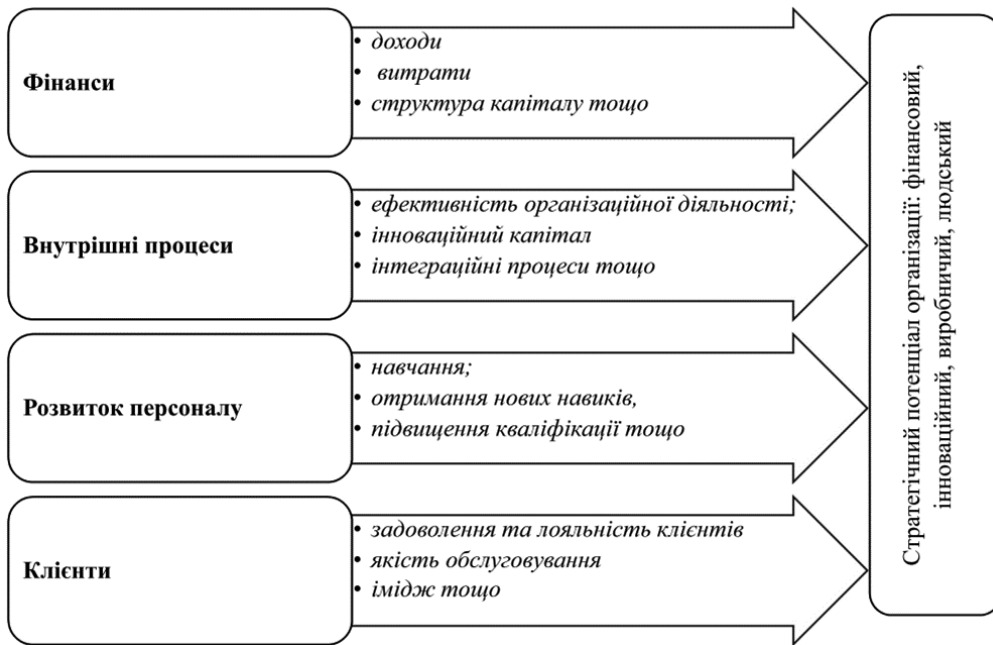 Фінанси
• доходи
• витрати
• структура капіталу тощо
Внутрішні процеси
• ефективність організаційної діяльності;
• інноваційний капітал
• інтеграційні процеси тощо
Розвиток персоналу
• навчання;
• отримання нових навиків,
• підвищення кваліфікації тощо
Клієнти
• задоволення та лояльність клієнтів
• якість обслуговування
• імідж тощо
Стратегічний потенціал організації: фінансовий,
інноваційний, виробничий, людський